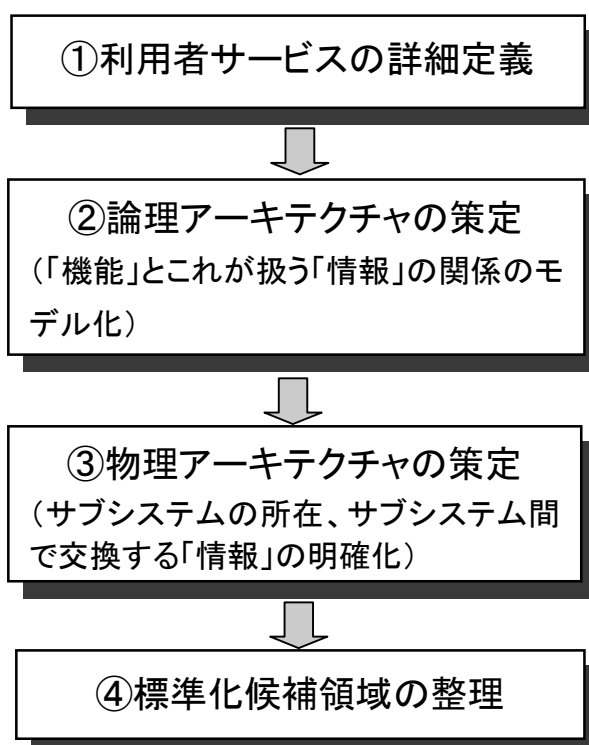 ①利用者サービスの詳細定義
②論理アーキテクチャの策定
（「機能」とこれが扱う「情報」の関係のモ
デル化）
③物理アーキテクチャの策定
（サブシステムの所在、サブシステム間
で交換する「情報」の明確化）
④標準化候補領域の整理